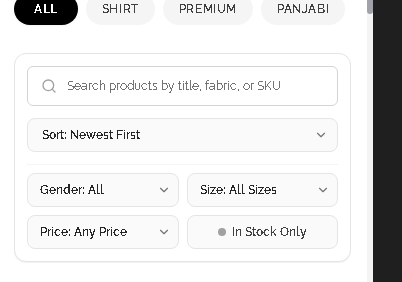 ALL SHIRT PREMIUM PANJABI
Search products by title, fabric, or SKU
Sort: Newest First
Gender: All Size: All Sizes
Price: Any Price In Stock Only